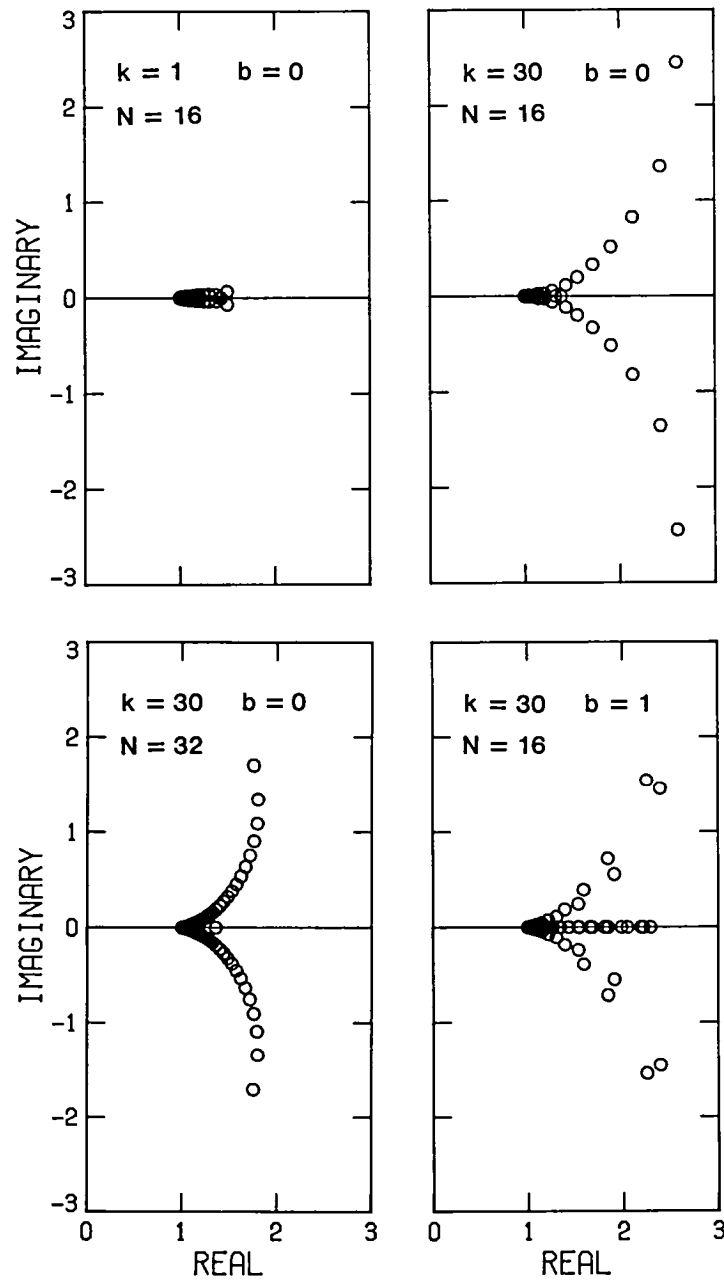 3
2
1
0
-1
-2
-3
IMAGINARY
k = 1 b = 0
N = 16
k = 30 b = 0
N = 16
3
2
1
0
-1
-2
-3
IMAGINARY
k = 30 b = 0
N = 32
k = 30 b = 1
N = 16
0 1 2 3
REAL
0 1 2 3
REAL